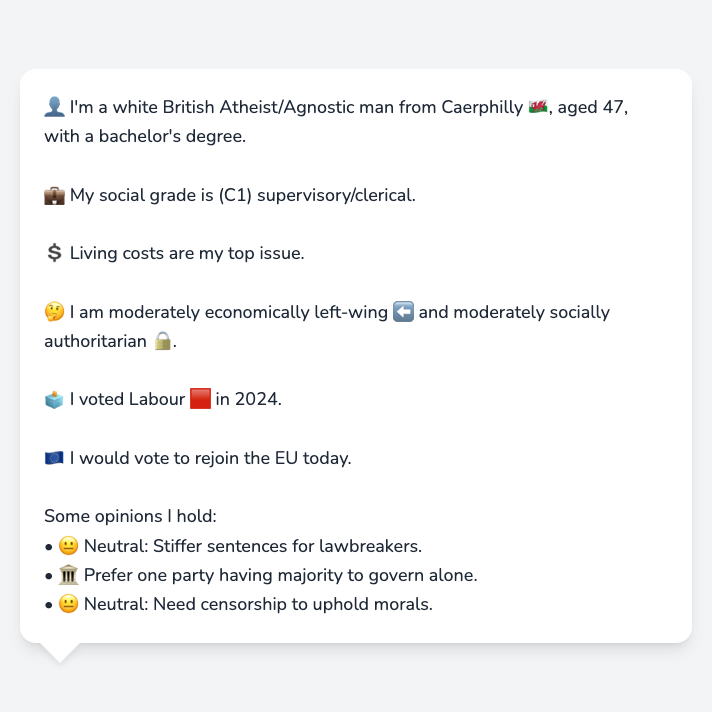 👤 I'm a white British Atheist/Agnostic man from Caerphilly 🏴󠁧󠁢󠁷󠁬󠁳󠁿, aged 47,
with a bachelor's degree.
💼 My social grade is (C1) supervisory/clerical.
💲 Living costs are my top issue.
🤔 I am moderately economically left-wing ⬅️ and moderately socially
authoritarian 🔒.
🗳️ I voted Labour 🟥 in 2024.
🇪🇺 I would vote to rejoin the EU today.
Some opinions I hold:
• 😐 Neutral: Stiffer sentences for lawbreakers.
• 🏛️ Prefer one party having majority to govern alone.
• 😐 Neutral: Need censorship to uphold morals.